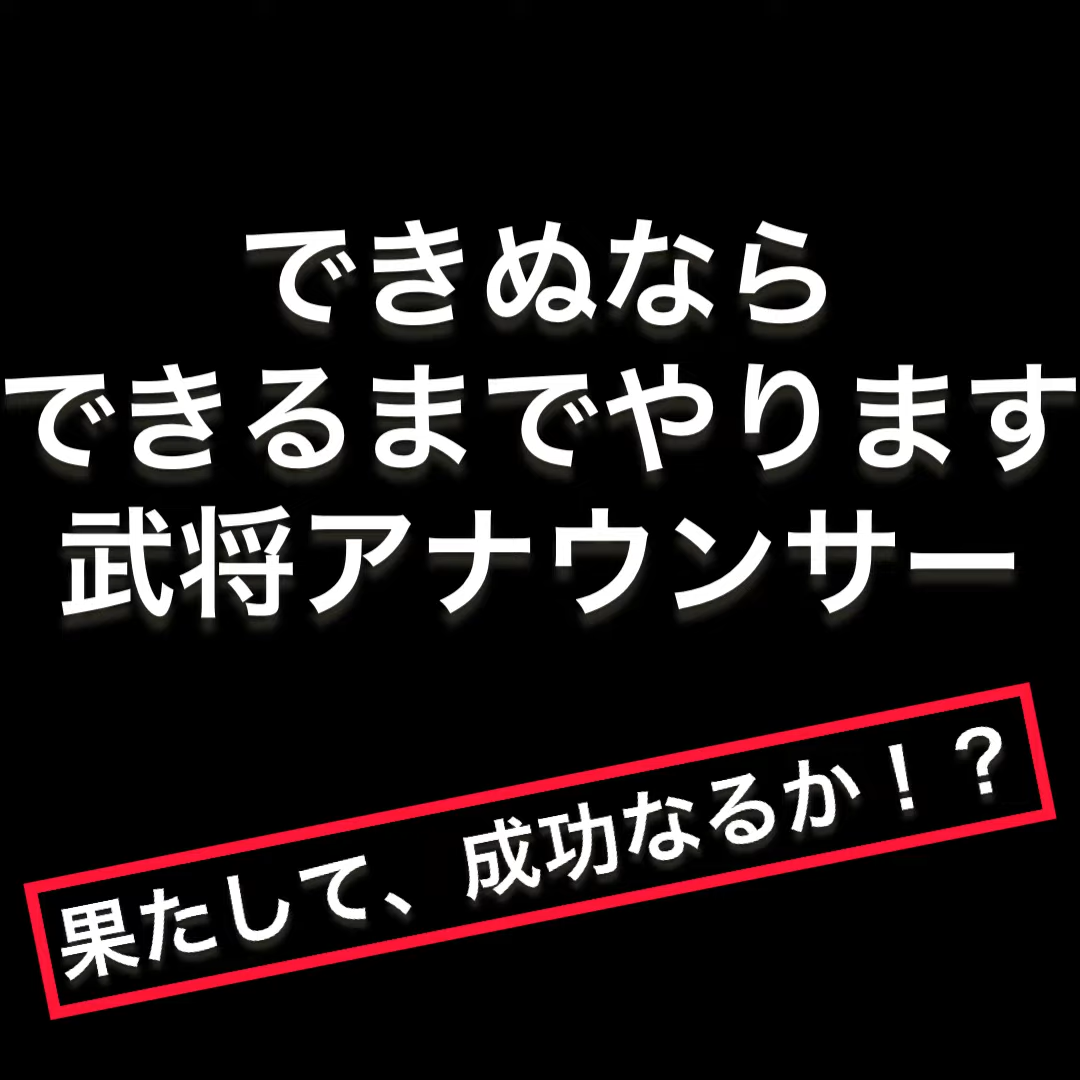 できぬなら
できるまでやります
武将アナウンサー
果たして、成功なるか！？